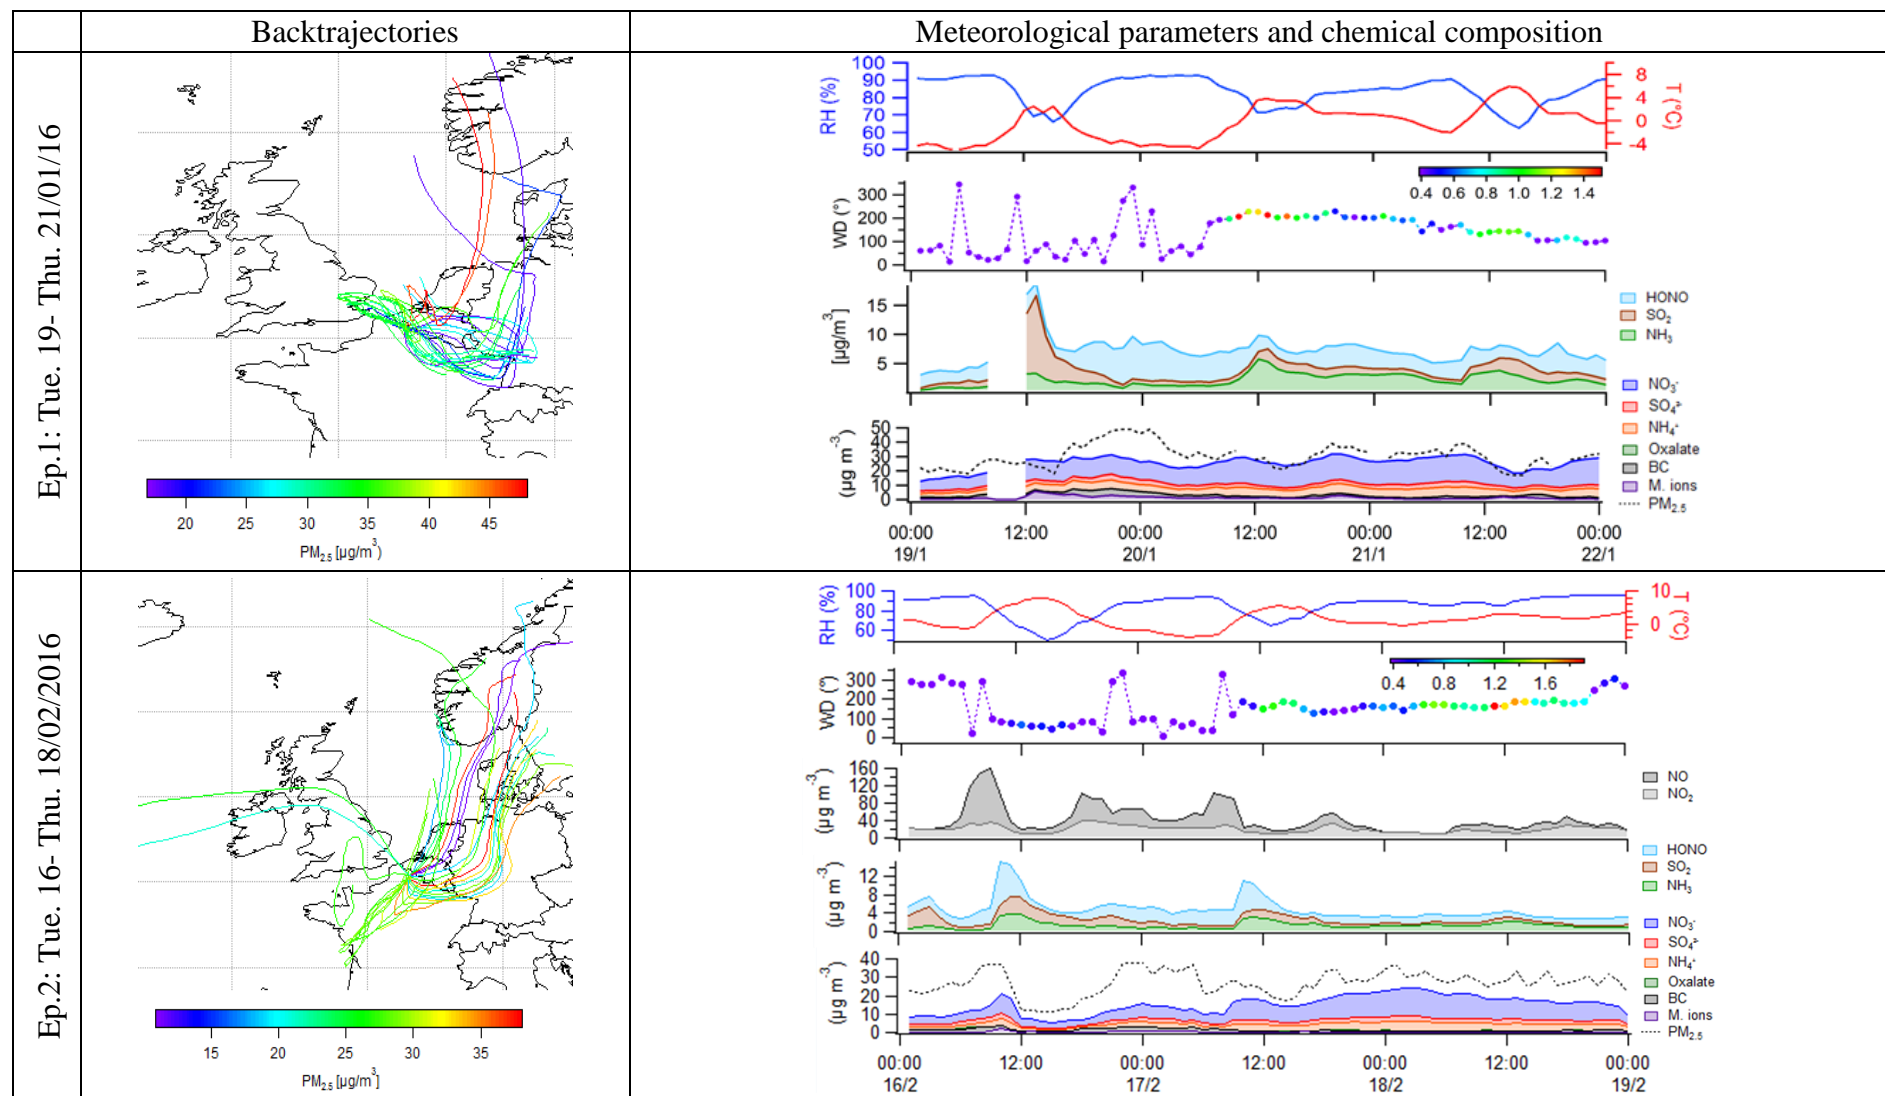 Backtrajectories
Meteorological parameters and chemical composition
Ep.1: Tue. 19- Thu. 21/01/16
20 25 30 35 40 45
PM2.5 [µg/m3)
RH (%)
100
90
80
70
60
50
8
4
0
-4
T (°C)
WD (°)
300
200
100
0
0.4 0.6 0.8 1.0 1.2 1.4
[µg/m3]
15
10
5
HONO
SO2
NH3
(µg m-3)
50
40
30
20
10
0
NO3-
SO42-
NH4+
Oxalate
BC
M. ions
PM2.5
00:00 12:00 00:00 12:00 00:00 12:00 00:00
19/1 20/1 21/1 22/1
Ep.2: Tue. 16- Thu. 18/02/2016
15 20 25 30 35
PM2.5 [µg/m3]
RH (%)
100
80
60
10
0
T (°C)
WD (°)
300
200
100
0
0.4 0.8 1.2 1.6
(µg m-3)
160
120
80
40
0
NO
NO2
(µg m-3)
12
8
4
0
HONO
SO2
NH3
(µg m-3)
40
30
20
10
0
NO3-
SO42-
NH4+
Oxalate
BC
M. ions
PM2.5
00:00 12:00 00:00 12:00 00:00 12:00 00:00
16/2 17/2 18/2 19/2